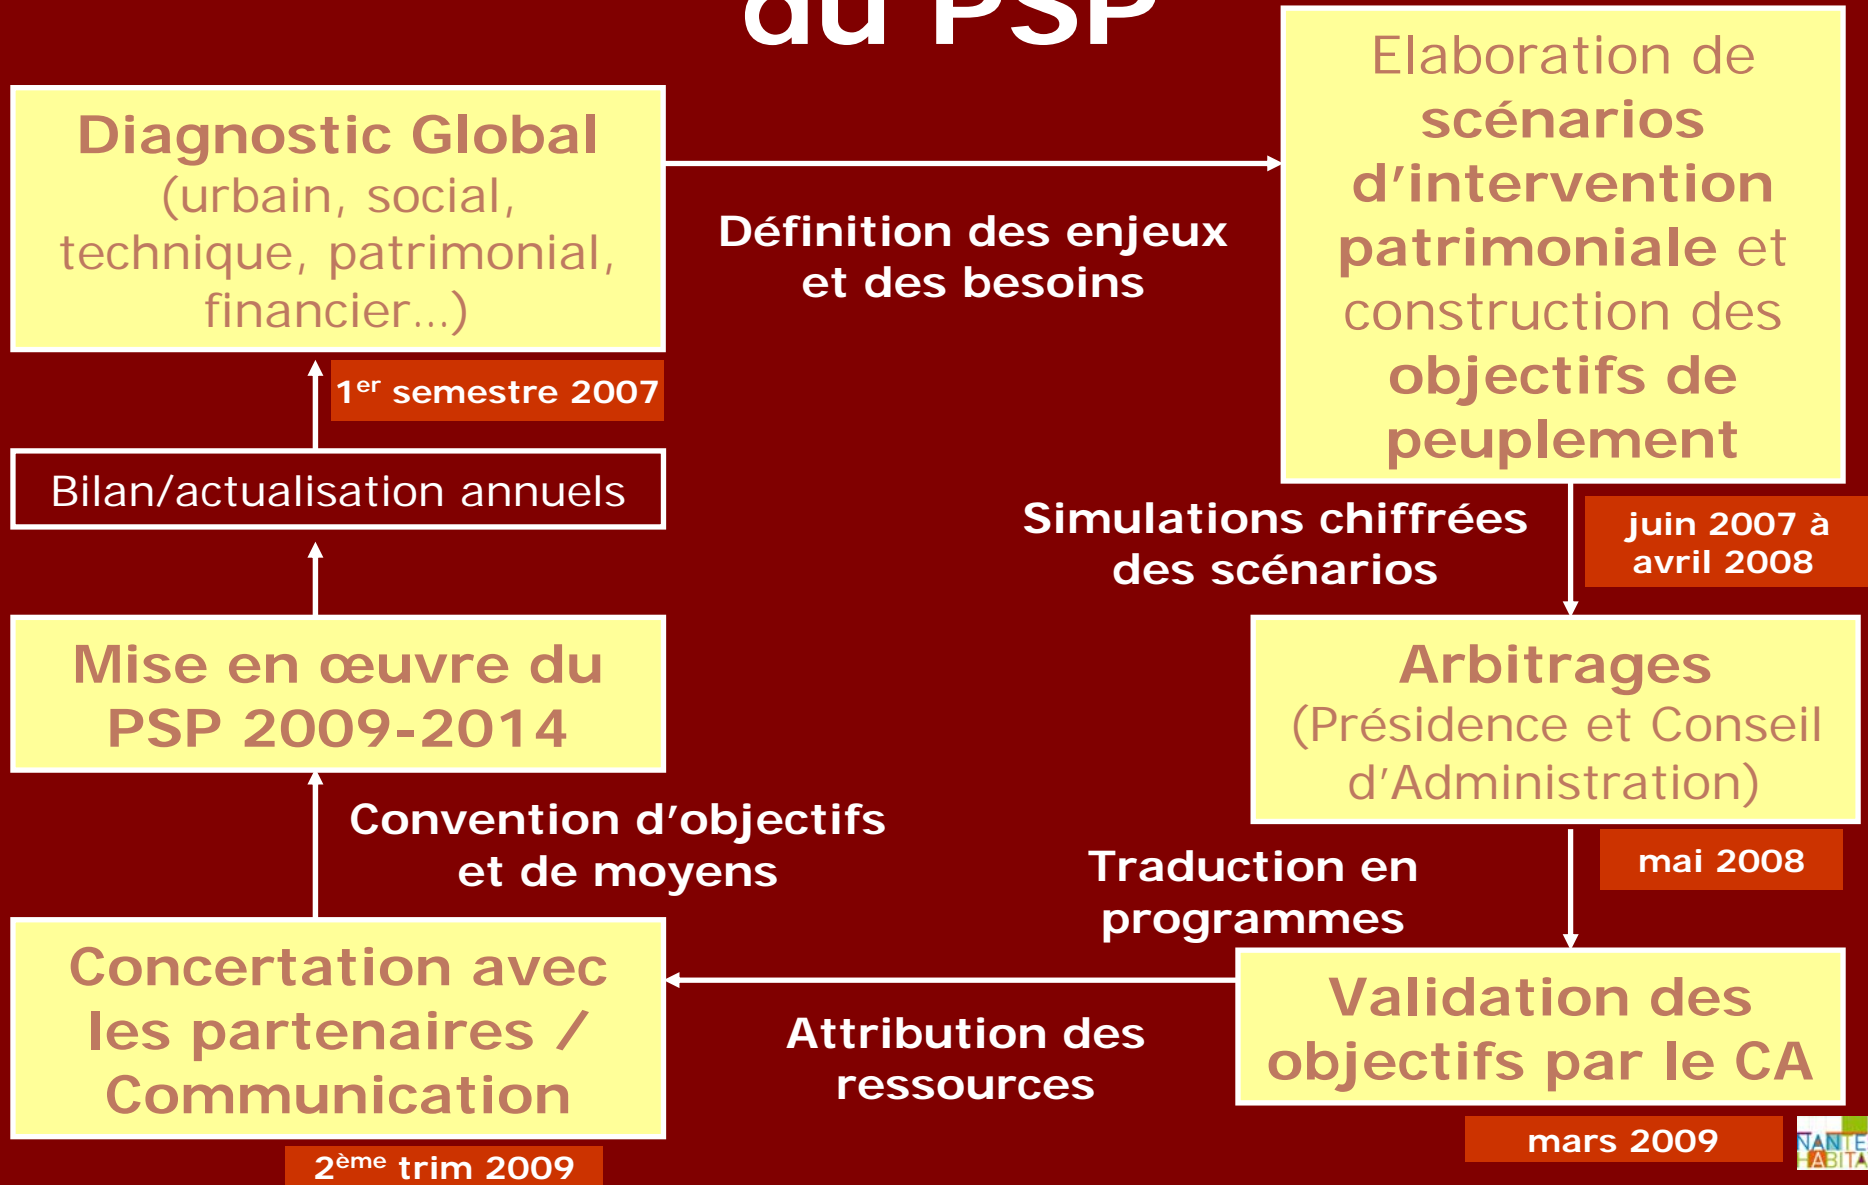 du PSP
Diagnostic Global
(urbain, social,
technique, patrimonial,
financier...)
1er semestre 2007
Définition des enjeux
et des besoins
Elaboration de
scénarios
d’intervention
patrimoniale et
construction des
objectifs de
peuplement
Simulations chiffrées
des scénarios
juin 2007 à
avril 2008
Arbitrages
(Présidence et Conseil
d’Administration)
mai 2008
Traduction en
programmes
Validation des
objectifs par le CA
mars 2009
Attribution des
ressources
Concertation avec
les partenaires /
Communication
2ème trim 2009
Convention d’objectifs
et de moyens
Mise en œuvre du
PSP 2009-2014
Bilan/actualisation annuels
NANTE
HABITA